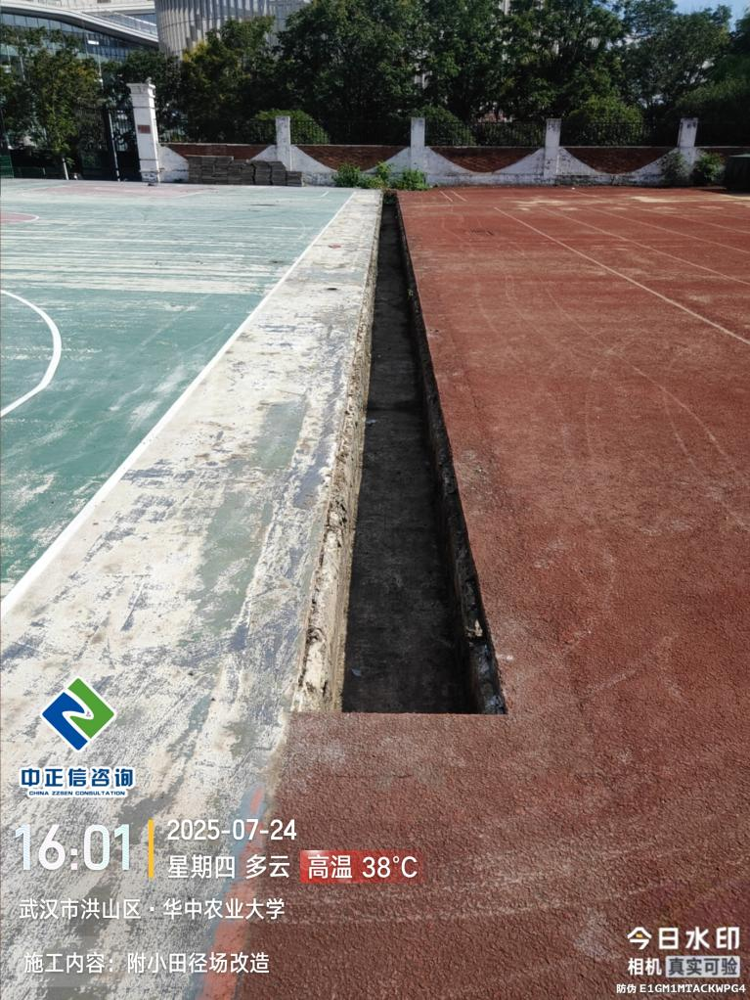 中正信咨询
CHINA ZZSEN CONSULTATION
16:01
2025-07-24
星期四 多云 高温 38°C
武汉市洪山区·华中农业大学
施工内容：附小田径场改造
今日水印
相机 真实可验
防伪 E1GM1MTACKWPG4